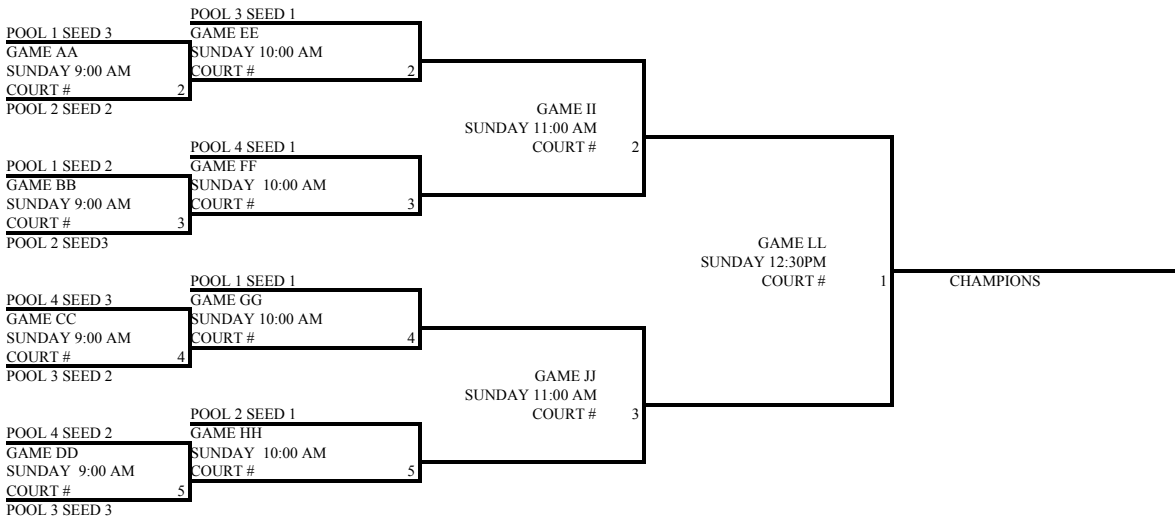 POOL 3 SEED 1
POOL 1 SEED 3
GAME EE
GAME AA
SUNDAY 10:00 AM
SUNDAY 9:00 AM
COURT # 2
COURT # 2
POOL 2 SEED 2
GAME II
SUNDAY 11:00 AM
COURT # 2
POOL 4 SEED 1
POOL 1 SEED 2
GAME FF
GAME BB
SUNDAY  10:00 AM
SUNDAY 9:00 AM
COURT # 3
COURT # 3
POOL 2 SEED3
GAME LL
SUNDAY 12:30PM
COURT # 1
CHAMPIONS
POOL 1 SEED 1
POOL 4 SEED 3
GAME GG
GAME CC
SUNDAY 10:00 AM
SUNDAY 9:00 AM
COURT # 4
COURT # 4
POOL 3 SEED 2
GAME JJ
SUNDAY 11:00 AM
COURT # 3
POOL 2 SEED 1
POOL 4 SEED 2
GAME HH
GAME DD
SUNDAY  10:00 AM
SUNDAY  9:00 AM
COURT # 5
COURT # 5
POOL 3 SEED 3